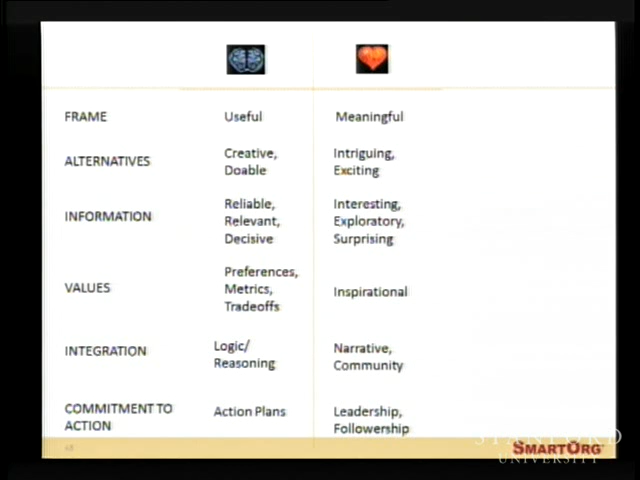 FRAME
Useful
Meaningful
ALTERNATIVES
Creative,
Doable
Intriguing,
Exciting
INFORMATION
Reliable,
Relevant,
Decisive
Interesting,
Exploratory,
Surprising
VALUES
Preferences,
Metrics,
Tradeoffs
Inspirational
INTEGRATION
Logic/
Reasoning
Narrative,
Community
COMMITMENT TO
ACTION
Action Plans
Leadership,
Followership
STANFORD
UNIVERSITY
SMARTORG